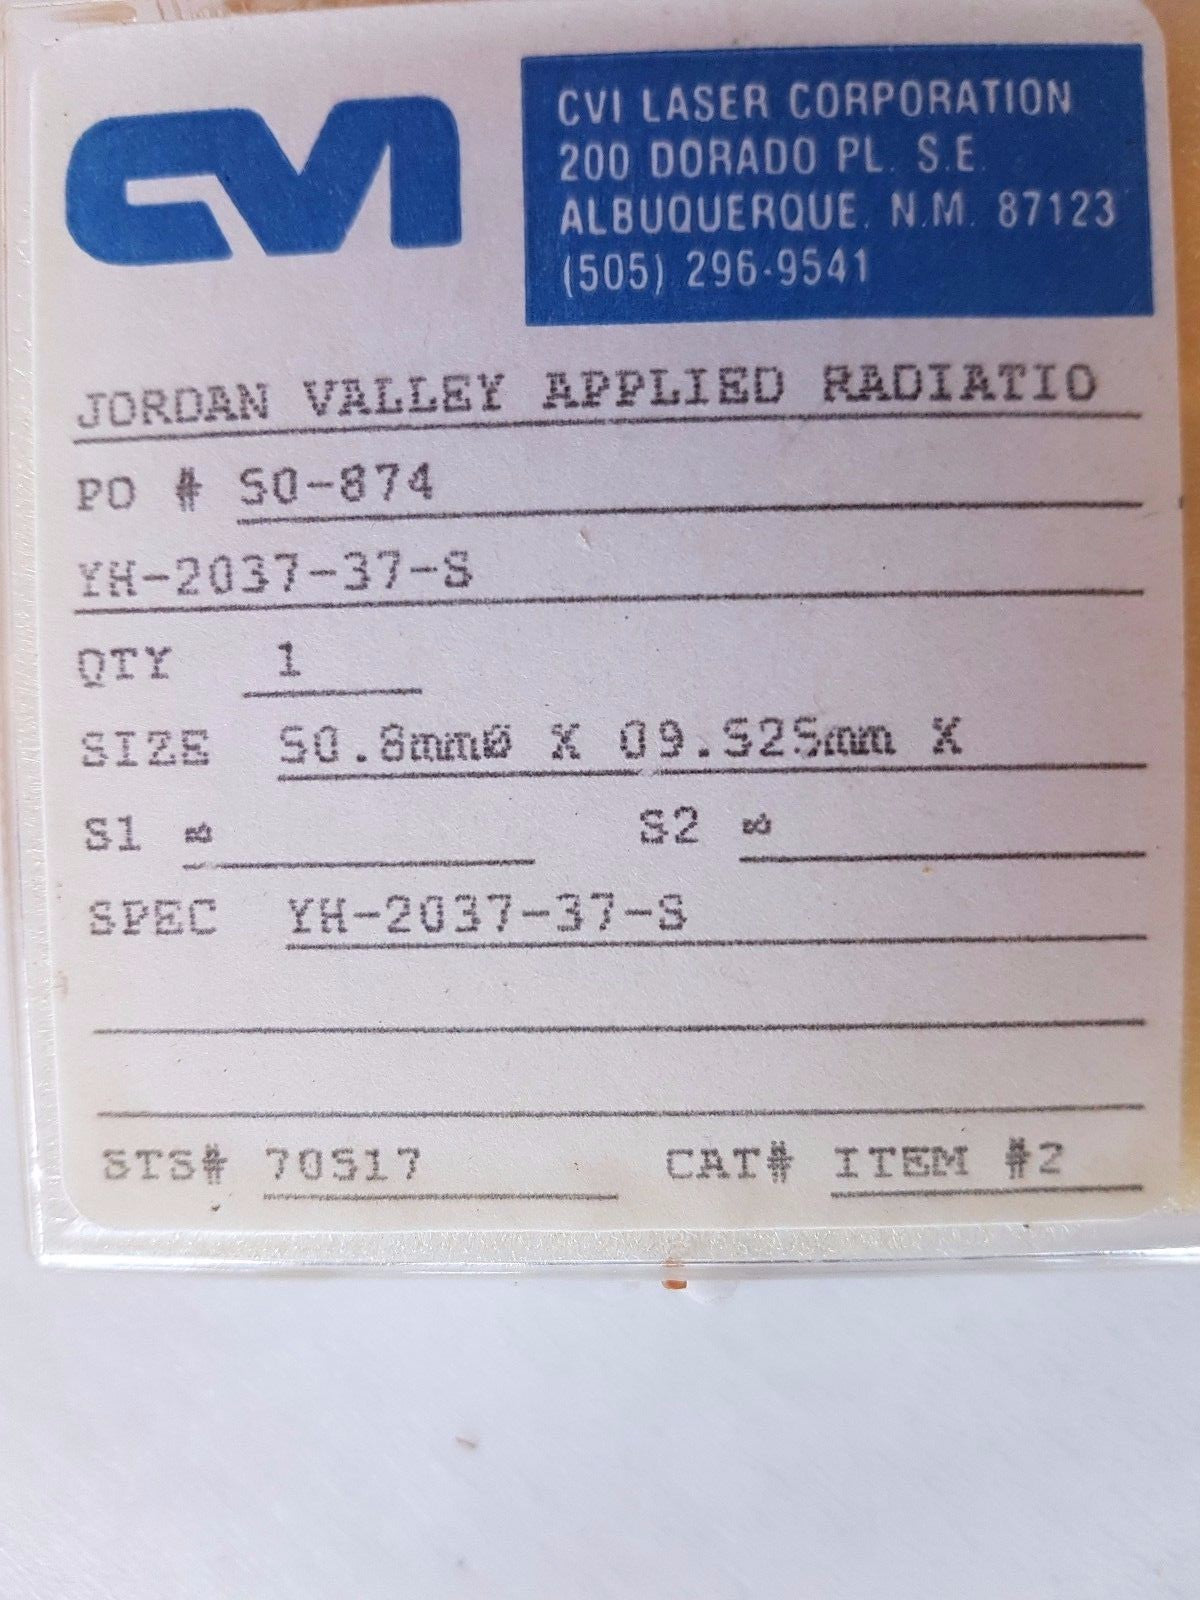 CVI
CVI LASER CORPORATION
200 DORADO PL. S.E.
ALBUQUERQUE, N.M. 87123
(505) 296-9541
JORDAN VALLEY APPLIED RADIATIO
PO # 50-874
YH-2037-37-S
QTY 1
SIZE 50.8mmø X 09.525mm X
S1 ∞ S2 ∞
SPEC YH-2037-37-S
STS# 70517 CAT# ITEM #2